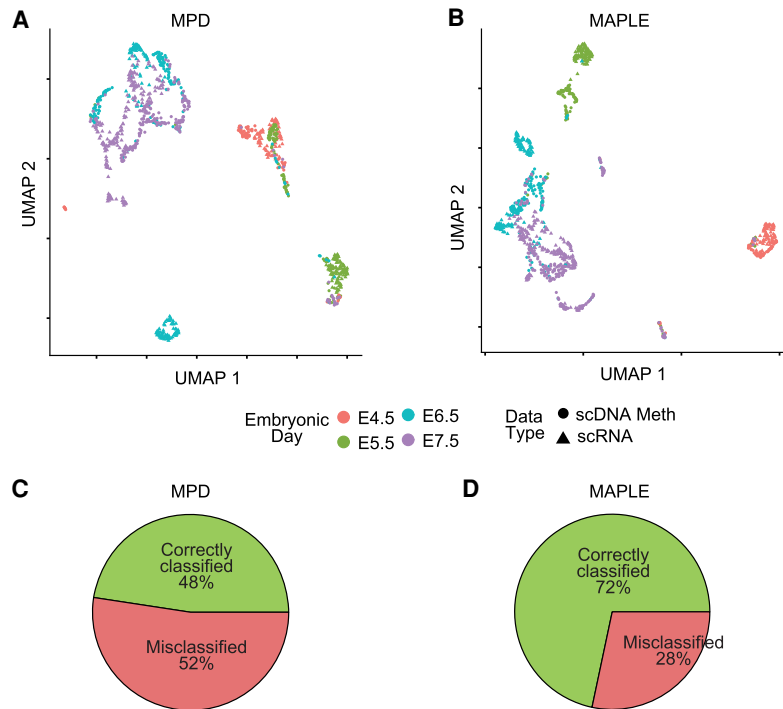 A
MPD
UMAP 2
UMAP 1
B
MAPLE
UMAP 2
UMAP 1
Embryonic
Day
E4.5
E5.5
E6.5
E7.5
Data
Type
scDNA Meth
scRNA
C
MPD
Correctly
classified
48%
Misclassified
52%
D
MAPLE
Correctly
classified
72%
Misclassified
28%